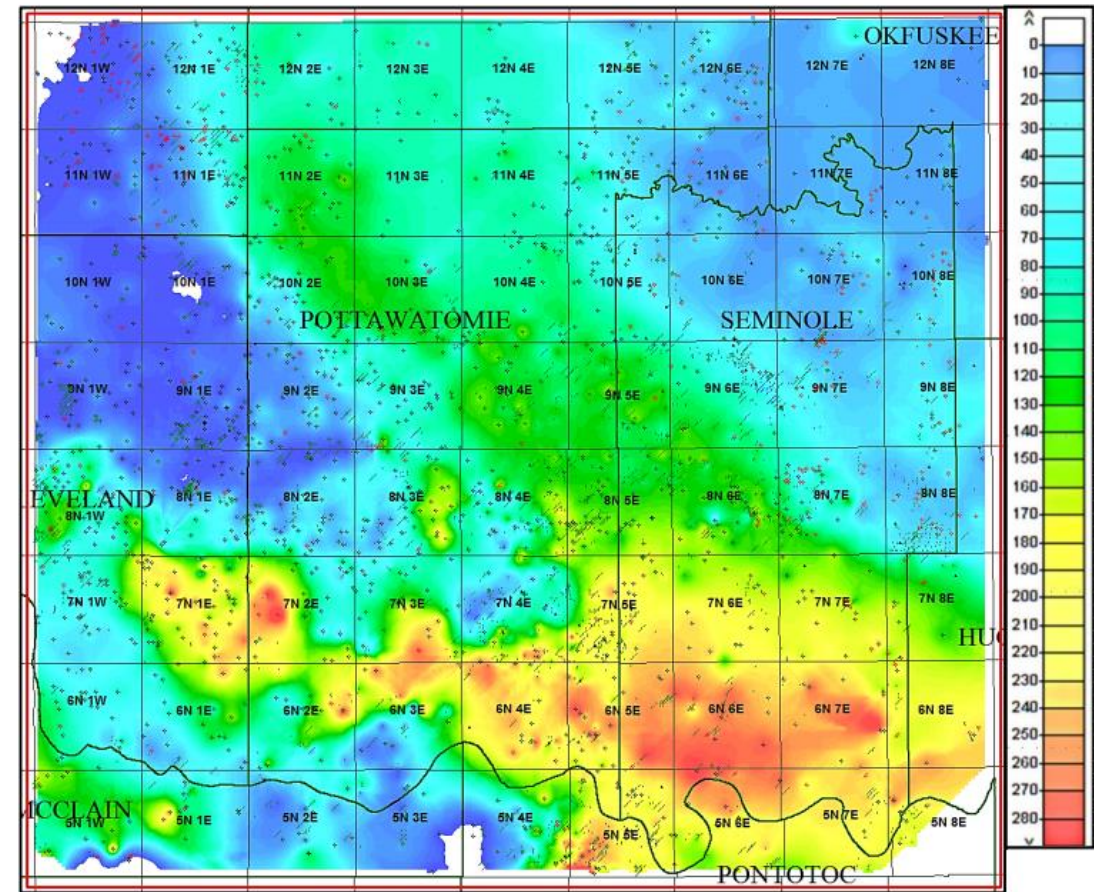 OKFUSKEE
12N 1W 12N 1E 12N 2E 12N 3E 12N 4E 12N 5E 12N 6E 12N 7E 12N 8E
11N 1W 11N 1E 11N 2E 11N 3E 11N 4E 11N 5E 11N 6E 11N 7E 11N 8E
10N 1W 10N 1E 10N 2E 10N 3E 10N 4E 10N 5E 10N 6E 10N 7E 10N 8E
POTTAWATOMIE SEMINOLE
9N 1W 9N 1E 9N 2E 9N 3E 9N 4E 9N 5E 9N 6E 9N 7E 9N 8E
EVELAND
8N 1W 8N 1E 8N 2E 8N 3E 8N 4E 8N 5E 8N 6E 8N 7E 8N 8E
7N 1W 7N 1E 7N 2E 7N 3E 7N 4E 7N 5E 7N 6E 7N 7E 7N 8E
HUG
6N 1W 6N 1E 6N 2E 6N 3E 6N 4E 6N 5E 6N 6E 6N 7E 6N 8E
MCCLAIN
5N 1W 5N 1E 5N 2E 5N 3E 5N 4E 5N 5E 5N 6E 5N 7E 5N 8E
PONTOTOC
0
10
20
30
40
50
60
70
80
90
100
110
120
130
140
150
160
170
180
190
200
210
220
230
240
250
260
270
280